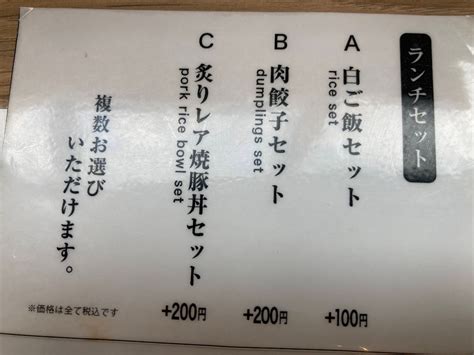 ランチセット
A
白ご飯セット
rice set
+100円
B
肉餃子セット
dumplings set
+200円
C
炙りレア焼豚丼セット
pork rice bowl set
+200円
複数お選び
いただけます。
※価格は全て税込です